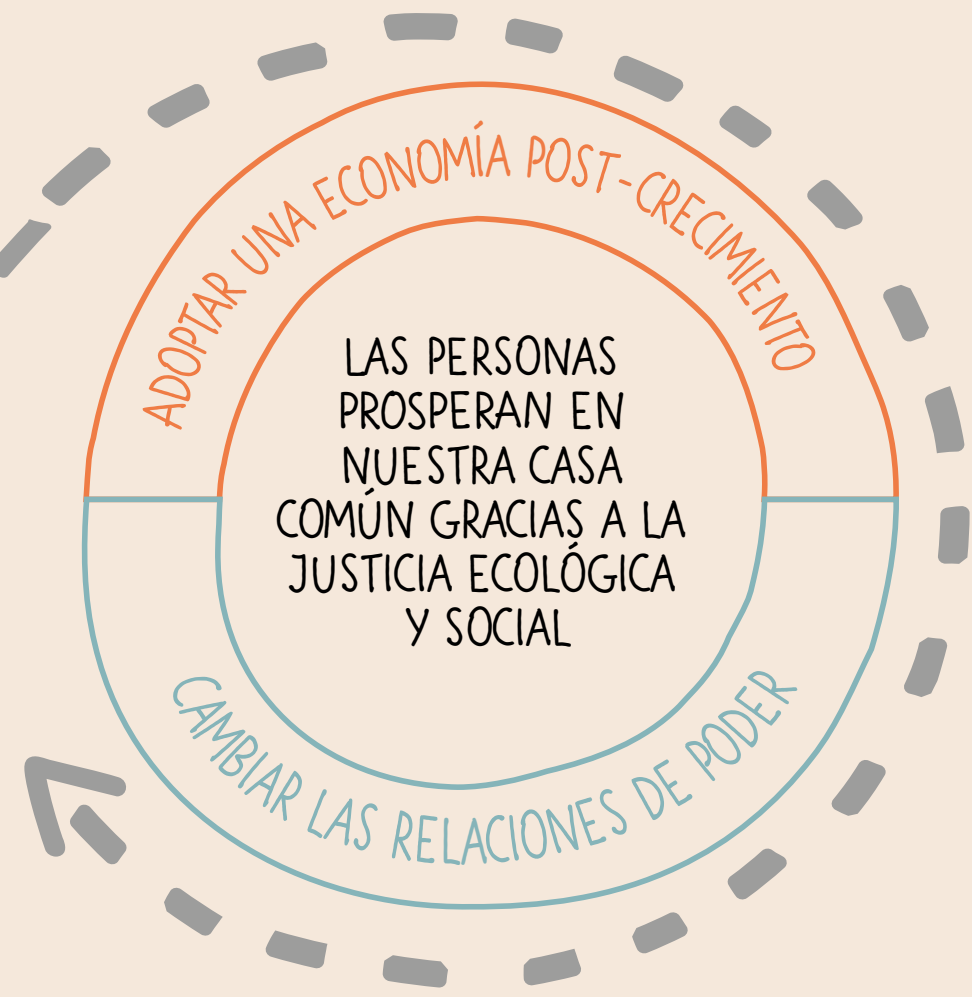 ADOPTAR UNA ECONOMÍA POST-CRECIMIENTO
LAS PERSONAS
PROSPERAN EN
NUESTRA CASA
COMÚN GRACIAS A LA
JUSTICIA ECOLÓGICA
Y SOCIAL
CAMBIAR LAS RELACIONES DE PODER